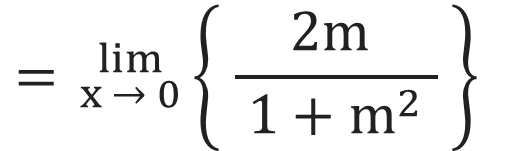 = lim x → 0 { 2m / 1 + m² }